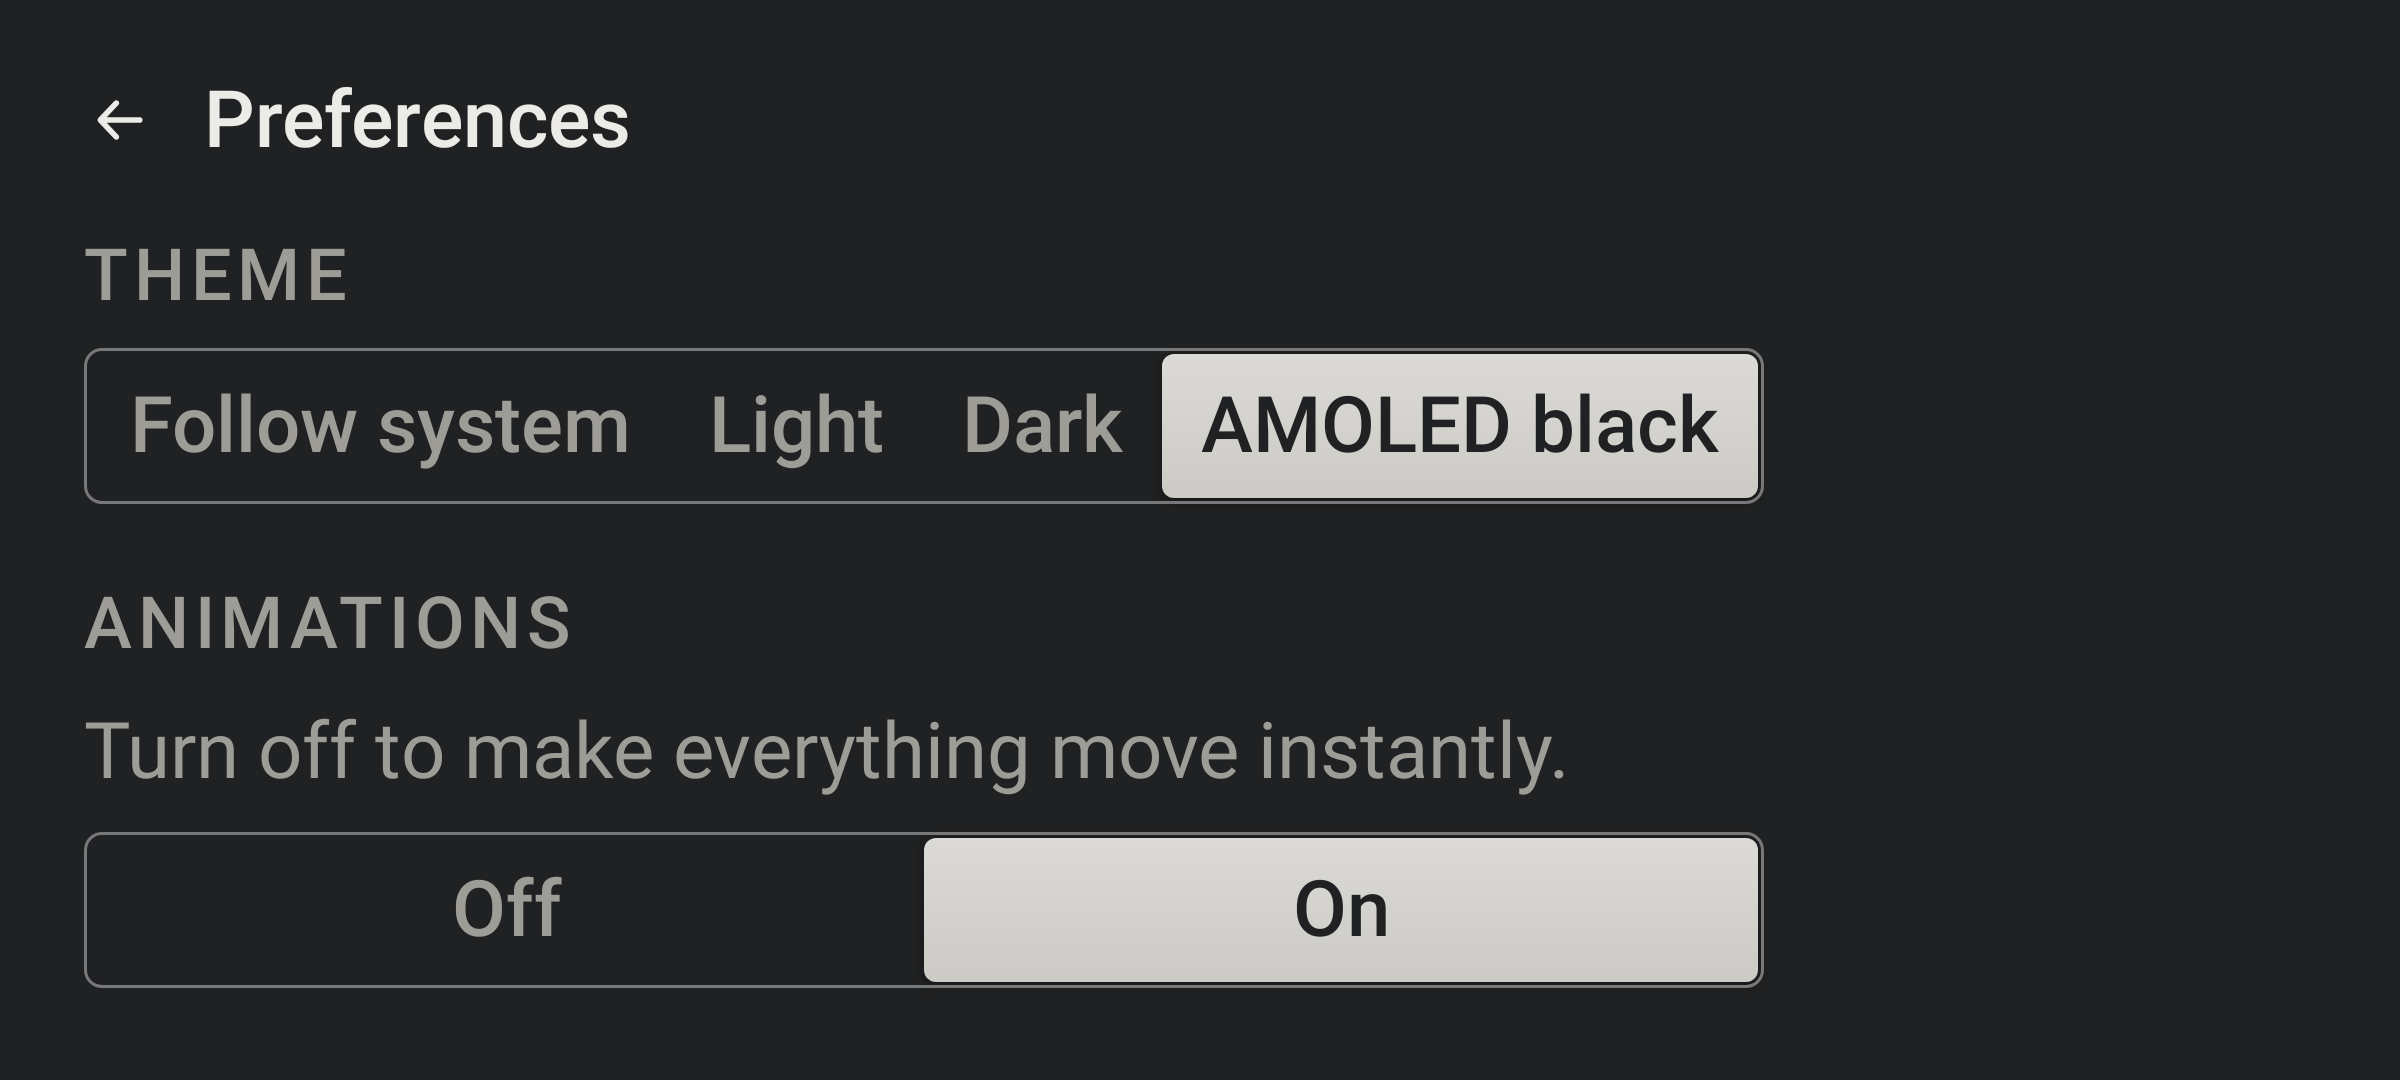 Preferences
THEME
Follow system Light Dark AMOLED black
ANIMATIONS
Turn off to make everything move instantly.
Off On